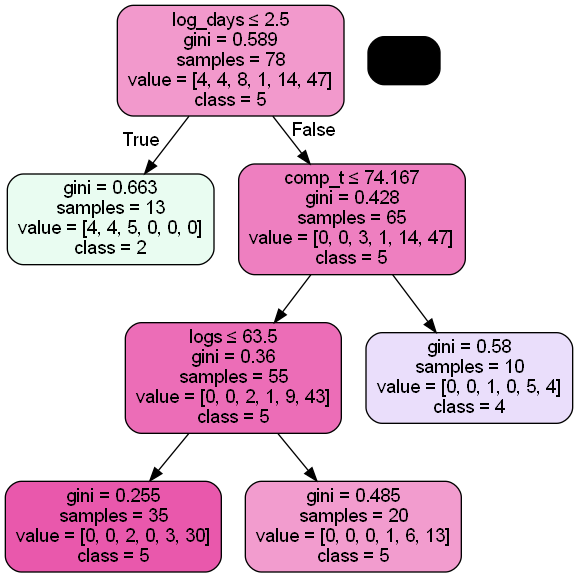 log_days ≤ 2.5
gini = 0.589
samples = 78
value = [4, 4, 8, 1, 14, 47]
class = 5
True
False
gini = 0.663
samples = 13
value = [4, 4, 5, 0, 0, 0]
class = 2
comp_t ≤ 74.167
gini = 0.428
samples = 65
value = [0, 0, 3, 1, 14, 47]
class = 5
logs ≤ 63.5
gini = 0.36
samples = 55
value = [0, 0, 2, 1, 9, 43]
class = 5
gini = 0.58
samples = 10
value = [0, 0, 1, 0, 5, 4]
class = 4
gini = 0.255
samples = 35
value = [0, 0, 2, 0, 3, 30]
class = 5
gini = 0.485
samples = 20
value = [0, 0, 0, 1, 6, 13]
class = 5